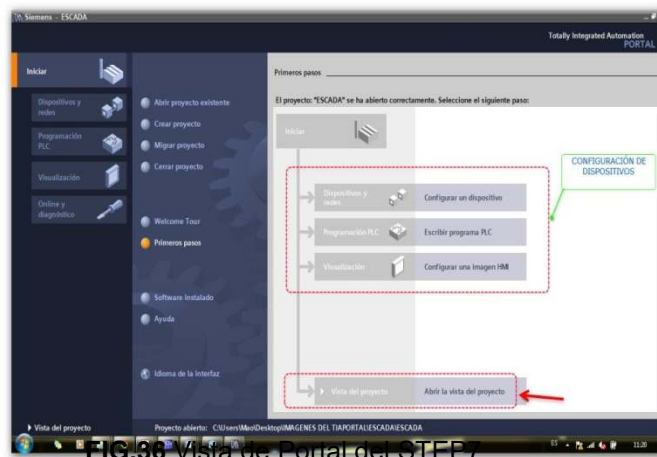 Siemens - ESCADA
Totally Integrated Automation
PORTAL
Iniciar
Dispositivos y
redes
Programación
PLC
Visualización
Online y
diagnóstico
Abrir proyecto existente
Crear proyecto
Migrar proyecto
Cerrar proyecto
Welcome Tour
Primeros pasos
Software instalado
Ayuda
Idioma de la interfaz
Primeros pasos
El proyecto: "ESCADA" se ha abierto correctamente. Seleccione el siguiente paso:
Iniciar
Dispositivos y
redes
Configurar un dispositivo
Programación PLC
Escribir programa PLC
Visualización
Configurar una imagen HMI
Vista del proyecto
Abrir la vista del proyecto
CONFIGURACIÓN DE
DISPOSITIVOS
Vista del proyecto
Proyecto abierto: C:\Users\Mao\Desktop\IMAGENES DEL TIAPORTAL\ESCADA\ESCADA
ES
11:20
FIG.36 Vista de Portal del STEP7